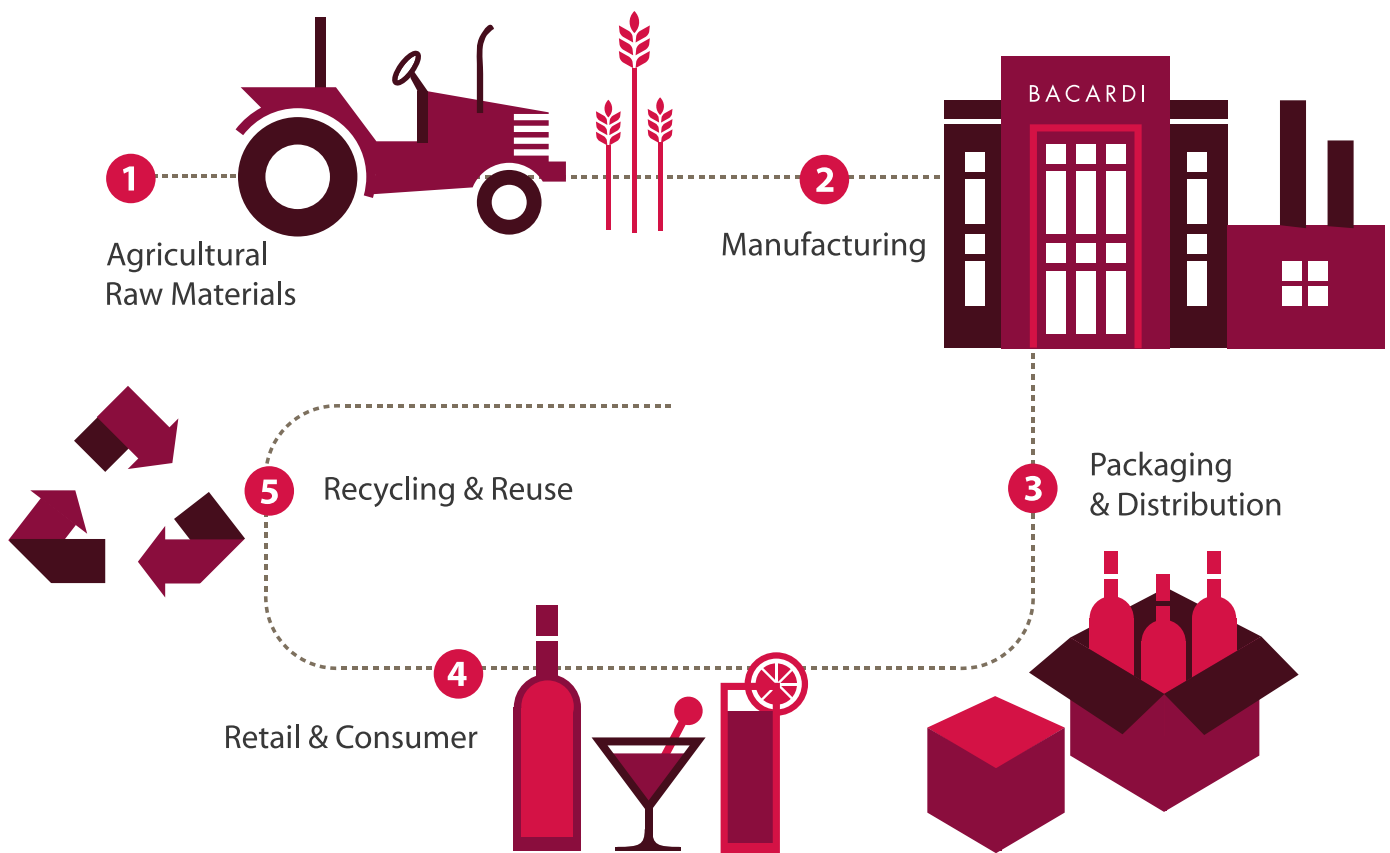 1
Agricultural
Raw Materials
2
Manufacturing
BACARDI
3
Packaging
& Distribution
4
Retail & Consumer
5
Recycling & Reuse